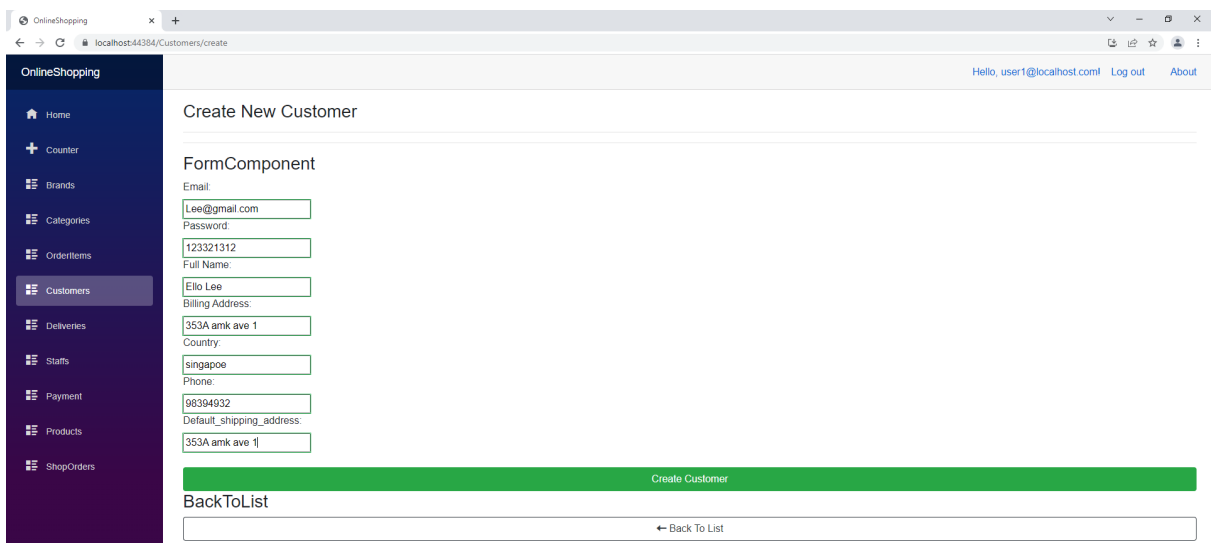 OnlineShopping
localhost:44384/Customers/create
OnlineShopping
Hello, user1@localhost.com! Log out About
Home
Counter
Brands
Categories
OrderItems
Customers
Deliveries
Staffs
Payment
Products
ShopOrders
Create New Customer
FormComponent
Email:
Lee@gmail.com
Password:
123321312
Full Name:
Ello Lee
Billing Address:
353A amk ave 1
Country:
singapoe
Phone:
98394932
Default_shipping_address:
353A amk ave 1
Create Customer
BackToList
Back To List